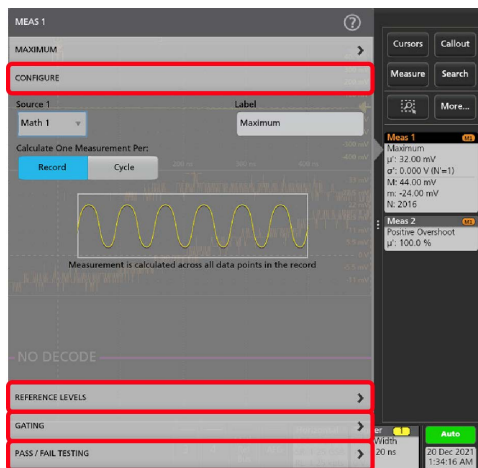 MEAS 1
?
MAXIMUM
CONFIGURE
Source 1
Label
Math 1
Maximum
Calculate One Measurement Per:
Record
Cycle
Measurement is calculated across all data points in the record
NO DECODE
REFERENCE LEVELS
GATING
PASS / FAIL TESTING
Cursors
Callout
Measure
Search
More...
Meas 1
M1
Maximum
µ': 32.00 mV
σ': 0.000 V (N'=1)
M: 44.00 mV
m: -24.00 mV
N: 2016
Meas 2
M1
Positive Overshoot
µ': 100.0 %
Width
20 ns
Auto
20 Dec 2021
1:34:16 AM